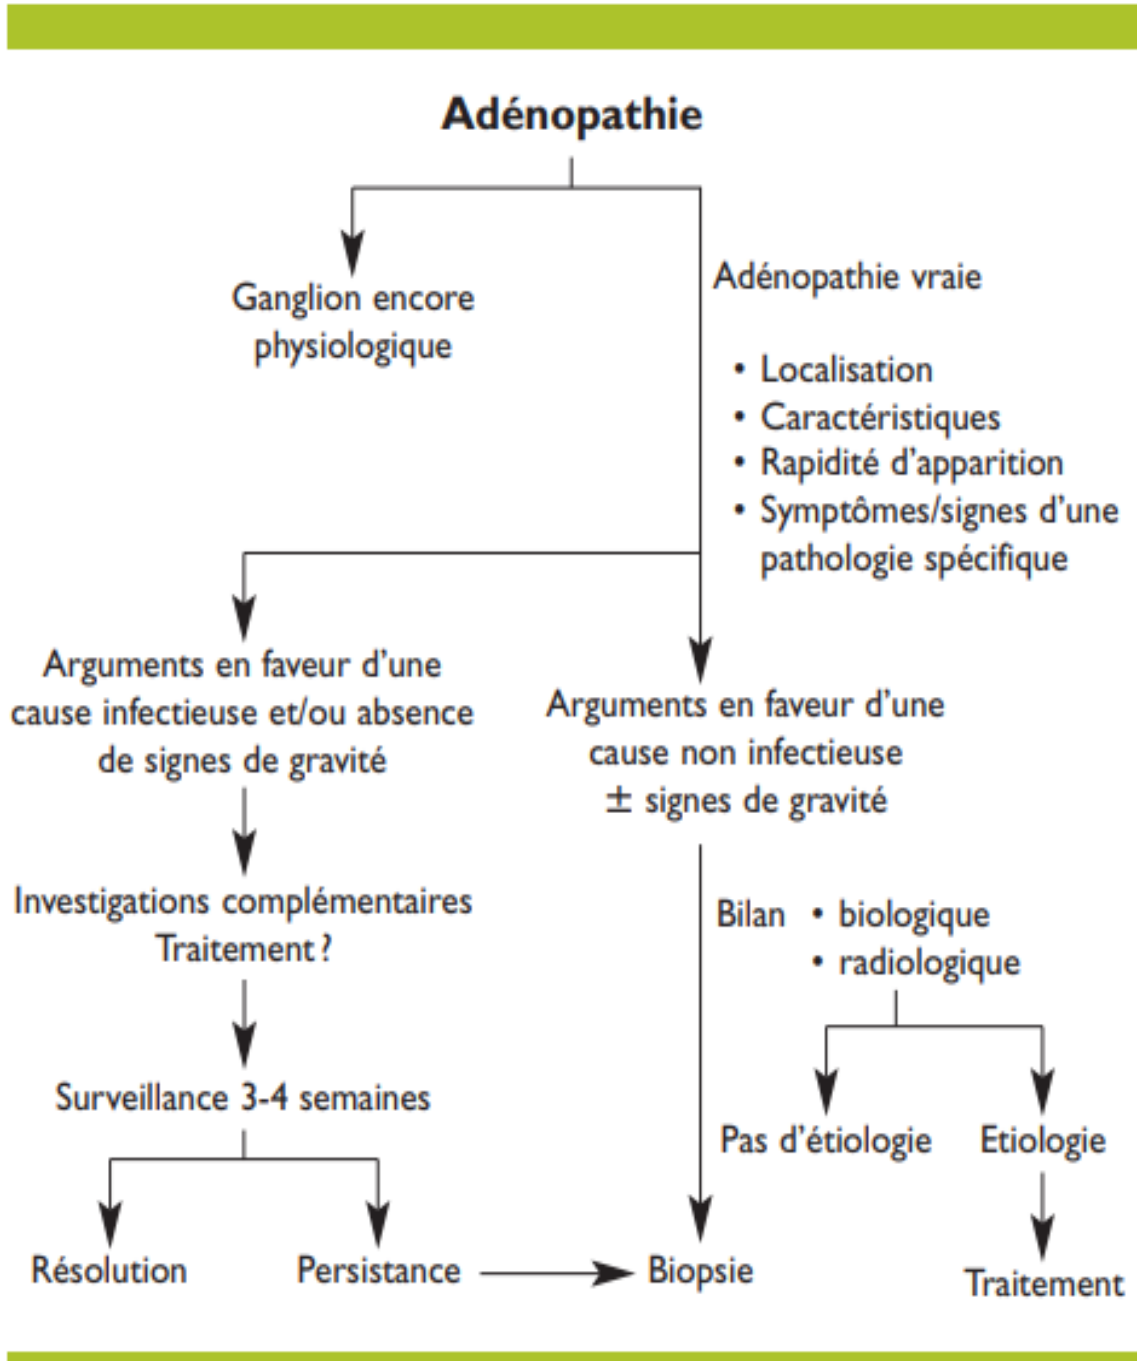 Adénopathie
Ganglion encore
physiologique
Adénopathie vraie
• Localisation
• Caractéristiques
• Rapidité d'apparition
• Symptômes/signes d'une
pathologie spécifique
Arguments en faveur d'une
cause infectieuse et/ou absence
de signes de gravité
Arguments en faveur d'une
cause non infectieuse
± signes de gravité
Investigations complémentaires
Traitement ?
Bilan • biologique
• radiologique
Surveillance 3-4 semaines
Pas d'étiologie
Etiologie
Résolution
Persistance
Biopsie
Traitement